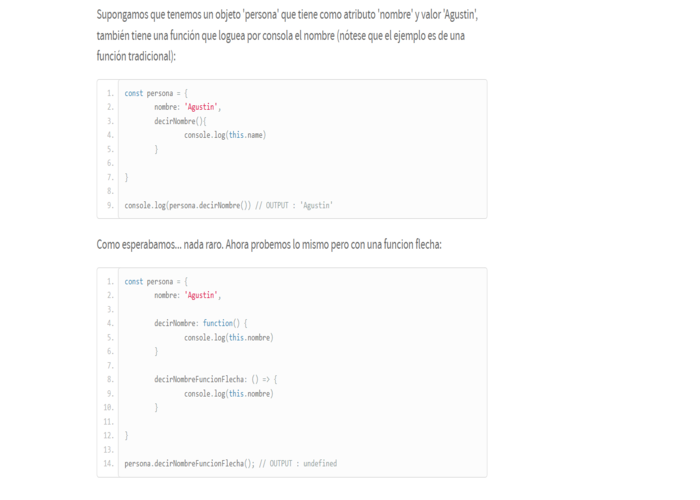 Supongamos que tenemos un objeto 'persona' que tiene como atributo 'nombre' y valor 'Agustin',
también tiene una función que loguea por consola el nombre (nótese que el ejemplo es de una
función tradicional):
1. const persona = {
2. nombre: 'Agustin',
3. decirNombre(){
4. console.log(this.name)
5. }
6.
7. }
8.
9. console.log(persona.decirNombre()) // OUTPUT : 'Agustin'
Como esperabamos... nada raro. Ahora probemos lo mismo pero con una funcion flecha:
1. const persona = {
2. nombre: 'Agustin',
3.
4. decirNombre: function() {
5. console.log(this.nombre)
6. }
7.
8. decirNombreFuncionFlecha: () => {
9. console.log(this.nombre)
10. }
11.
12. }
13.
14. persona.decirNombreFuncionFlecha(); // OUTPUT : undefined